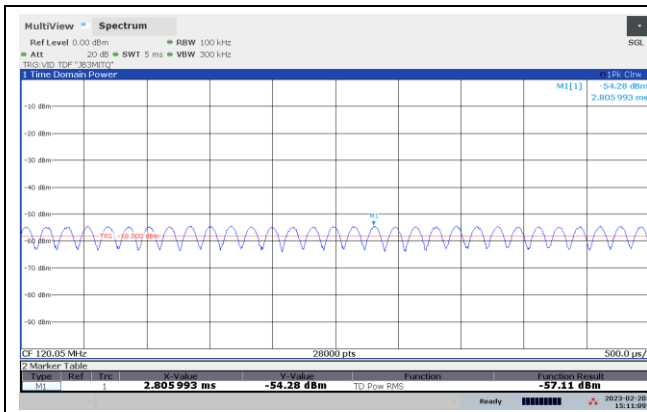 MultiView Spectrum
Ref Level 0.00 dBm RBW 100 kHz SGL
Att 20 dB SWT 5 ms VBW 300 kHz
TRG:VID TDF "JB3MITQ"
1 Time Domain Power 1Pk Clrw
M1[1] -54.28 dBm
2.805 993 ms
-10 dBm
-20 dBm
-30 dBm
-40 dBm
-50 dBm
M1
TRG -58.000 dBm
-60 dBm
-70 dBm
-80 dBm
-90 dBm
CF 120.05 MHz 28000 pts 500.0 µs/
2 Marker Table
Type Ref Trc X-Value Y-Value Function Function Result
M1 1 2.805 993 ms -54.28 dBm TD Pow RMS -57.11 dBm
Ready 2023-02-20
15:11:09